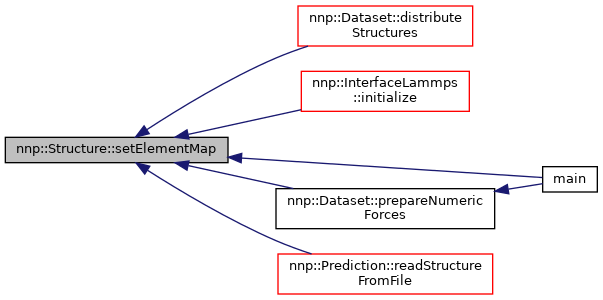 nnp::Dataset::distribute
Structures
nnp::InterfaceLammps
::initialize
nnp::Structure::setElementMap
main
nnp::Dataset::prepareNumeric
Forces
nnp::Prediction::readStructure
FromFile